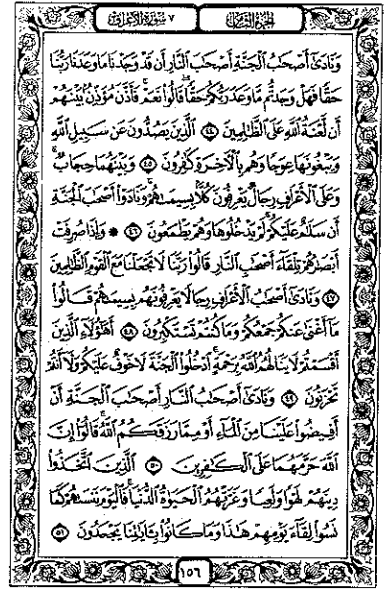 الجزء الثامن
٧ سورة الأعراف
وَنَادَىٰٓ أَصْحَٰبُ ٱلْجَنَّةِ أَصْحَٰبَ ٱلنَّارِ أَن قَدْ وَجَدْنَا مَا وَعَدَنَا رَبُّنَا
حَقًّا فَهَلْ وَجَدتُّم مَّا وَعَدَ رَبُّكُمْ حَقًّا ۖ قَالُوا۟ نَعَمْ ۚ فَأَذَّنَ مُؤَذِّنٌۢ بَيْنَهُمْ
أَن لَّعْنَةُ ٱللَّهِ عَلَى ٱلظَّٰلِمِينَ ٤٤ ٱلَّذِينَ يَصُدُّونَ عَن سَبِيلِ ٱللَّهِ
وَيَبْغُونَهَا عِوَجًا وَهُم بِٱلْءَاخِرَةِ كَٰفِرُونَ ٤٥ وَبَيْنَهُمَا حِجَابٌ ۚ
وَعَلَى ٱلْأَعْرَافِ رِجَالٌ يَعْرِفُونَ كُلًّۢا بِسِيمَىٰهُمْ ۚ وَنَادَوْا۟ أَصْحَٰبَ ٱلْجَنَّةِ
أَن سَلَٰمٌ عَلَيْكُمْ ۚ لَمْ يَدْخُلُوهَا وَهُمْ يَطْمَعُونَ ٤٦ ۞ وَإِذَا صُرِفَتْ
أَبْصَٰرُهُمْ تِلْقَآءَ أَصْحَٰبِ ٱلنَّارِ قَالُوا۟ رَبَّنَا لَا تَجْعَلْنَا مَعَ ٱلْقَوْمِ ٱلظَّٰلِمِينَ
٤٧ وَنَادَىٰٓ أَصْحَٰبُ ٱلْأَعْرَافِ رِجَالًا يَعْرِفُونَهُم بِسِيمَىٰهُمْ قَالُوا۟
مَآ أَغْنَىٰ عَنكُمْ جَمْعُكُمْ وَمَا كُنتُمْ تَسْتَكْبِرُونَ ٤٨ أَهَٰٓؤُلَآءِ ٱلَّذِينَ
أَقْسَمْتُمْ لَا يَنَالُهُمُ ٱللَّهُ بِرَحْمَةٍ ۚ ٱدْخُلُوا۟ ٱلْجَنَّةَ لَا خَوْفٌ عَلَيْكُمْ وَلَآ أَنتُمْ
تَحْزَنُونَ ٤٩ وَنَادَىٰٓ أَصْحَٰبُ ٱلنَّارِ أَصْحَٰبَ ٱلْجَنَّةِ أَنْ
أَفِيضُوا۟ عَلَيْنَا مِنَ ٱلْمَآءِ أَوْ مِمَّا رَزَقَكُمُ ٱللَّهُ ۚ قَالُوٓا۟ إِنَّ
ٱللَّهَ حَرَّمَهُمَا عَلَى ٱلْكَٰفِرِينَ ٥٠ ٱلَّذِينَ ٱتَّخَذُوا۟
دِينَهُمْ لَهْوًا وَلَعِبًا وَغَرَّتْهُمُ ٱلْحَيَوٰةُ ٱلدُّنْيَا ۚ فَٱلْيَوْمَ نَنسَىٰهُمْ كَمَا
نَسُوا۟ لِقَآءَ يَوْمِهِمْ هَٰذَا وَمَا كَانُوا۟ بِـَٔايَٰتِنَا يَجْحَدُونَ ٥١
١٥٦